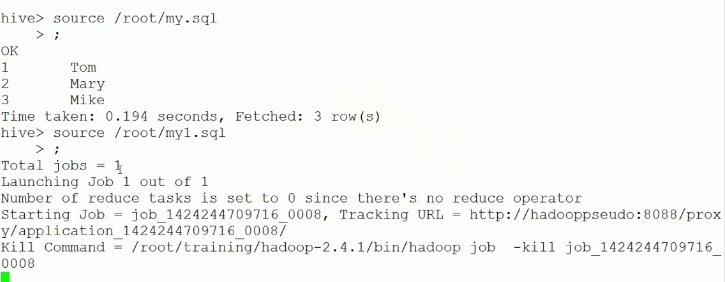 hive> source /root/my.sql
    > ;
OK
1       Tom
2       Mary
3       Mike
Time taken: 0.194 seconds, Fetched: 3 row(s)
hive> source /root/my1.sql
    > ;
Total jobs = 1
Launching Job 1 out of 1
Number of reduce tasks is set to 0 since there's no reduce operator
Starting Job = job_1424244709716_0008, Tracking URL = http://hadooppseudo:8088/prox
y/application_1424244709716_0008/
Kill Command = /root/training/hadoop-2.4.1/bin/hadoop job  -kill job_1424244709716_
0008